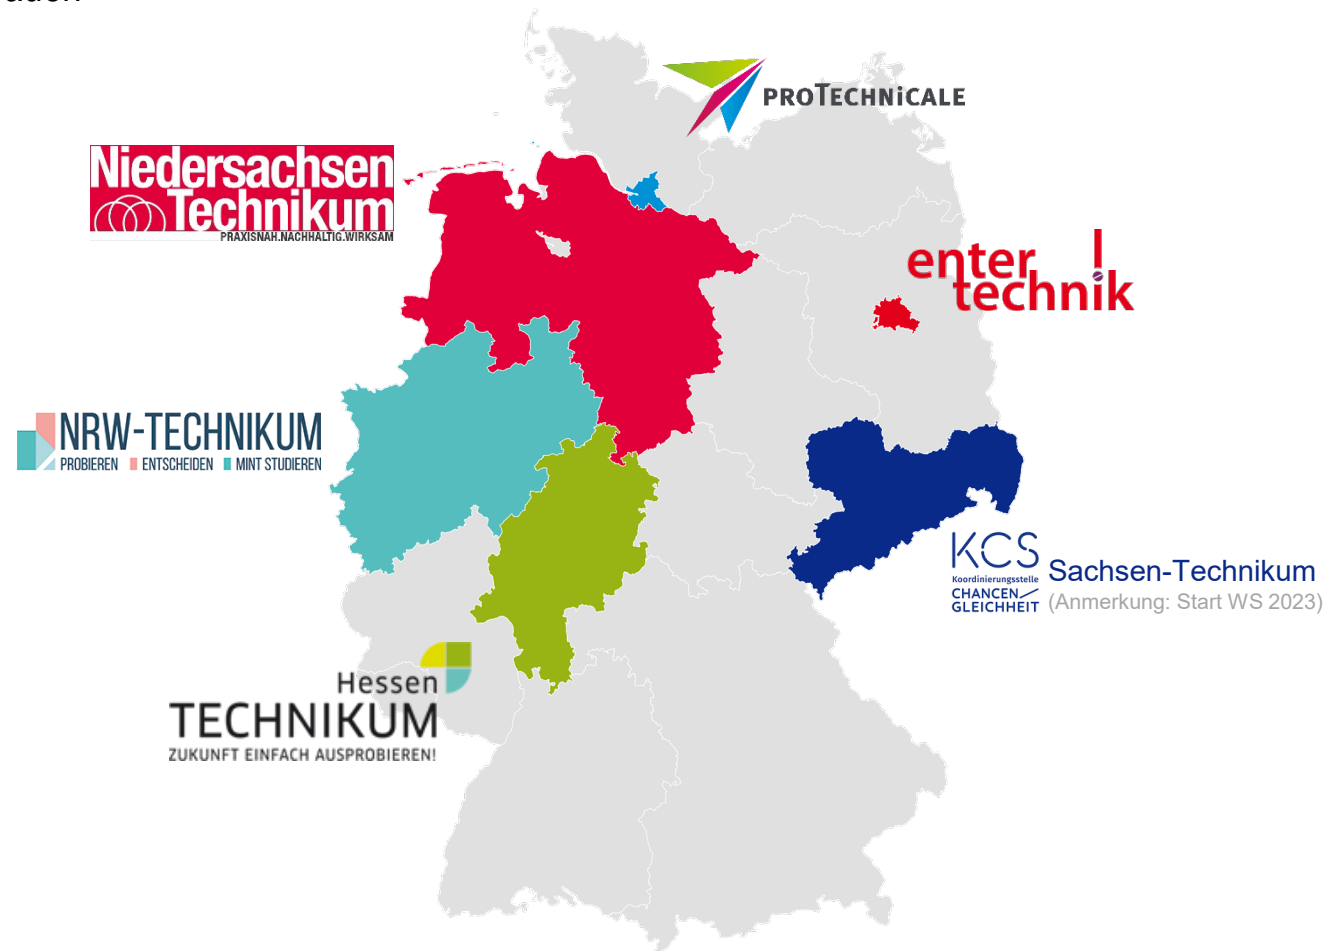 PROTECHNiCALE
Niedersachsen
Technikum
PRAXISNAH.NACHHALTIG.WIRKSAM
enter
technik
NRW-TECHNIKUM
PROBIEREN ENTSCHEIDEN MINT STUDIEREN
KCS
Koordinierungsstelle
CHANCEN
GLEICHHEIT
Sachsen-Technikum
(Anmerkung: Start WS 2023)
Hessen
TECHNIKUM
ZUKUNFT EINFACH AUSPROBIEREN!